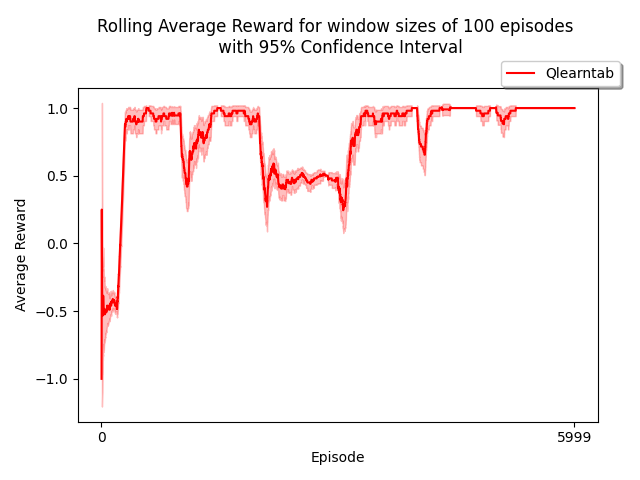 Rolling Average Reward for window sizes of 100 episodes
with 95% Confidence Interval
Qlearntab
1.0
0.5
0.0
−0.5
−1.0
Average Reward
0
5999
Episode